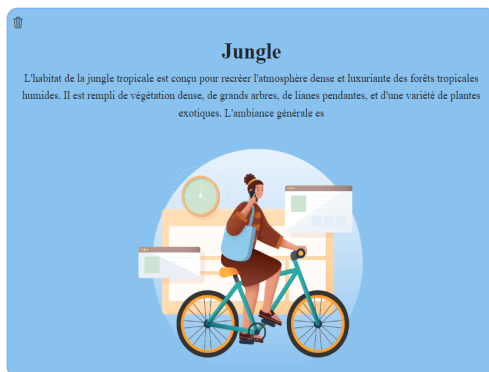 Jungle
L'habitat de la jungle tropicale est conçu pour recréer l'atmosphère dense et luxuriante des forêts tropicales
humides. Il est rempli de végétation dense, de grands arbres, de lianes pendantes, et d'une variété de plantes
exotiques. L'ambiance générale es